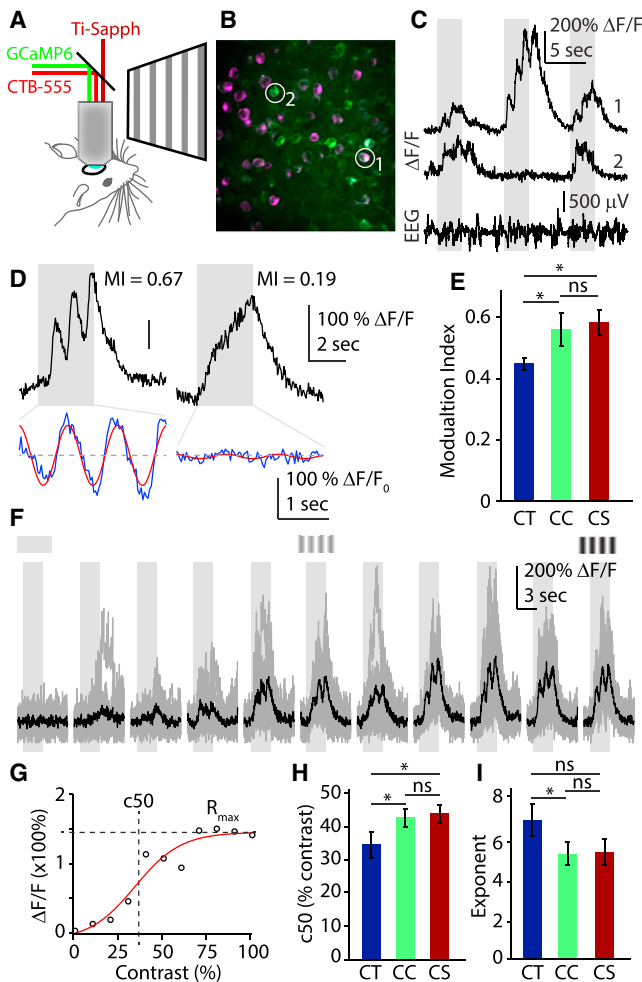 A
Ti-Sapph
GCaMP6
CTB-555
B
2
1
C
200% ΔF/F
5 sec
1
2
ΔF/F
500 μV
EEG
D
MI = 0.67
MI = 0.19
100 % ΔF/F
2 sec
100 % ΔF/F0
1 sec
E
*
* ns
Modualtion Index
0.6
0.4
0.2
0
CT CC CS
F
200% ΔF/F
3 sec
G
c50
Rmax
ΔF/F (x100%)
2
1
0
0 25 50 75 100
Contrast (%)
H
*
* ns
c50 (% contrast)
50
40
30
20
10
0
CT CC CS
I
ns
* ns
Exponent
8
6
4
2
0
CT CC CS